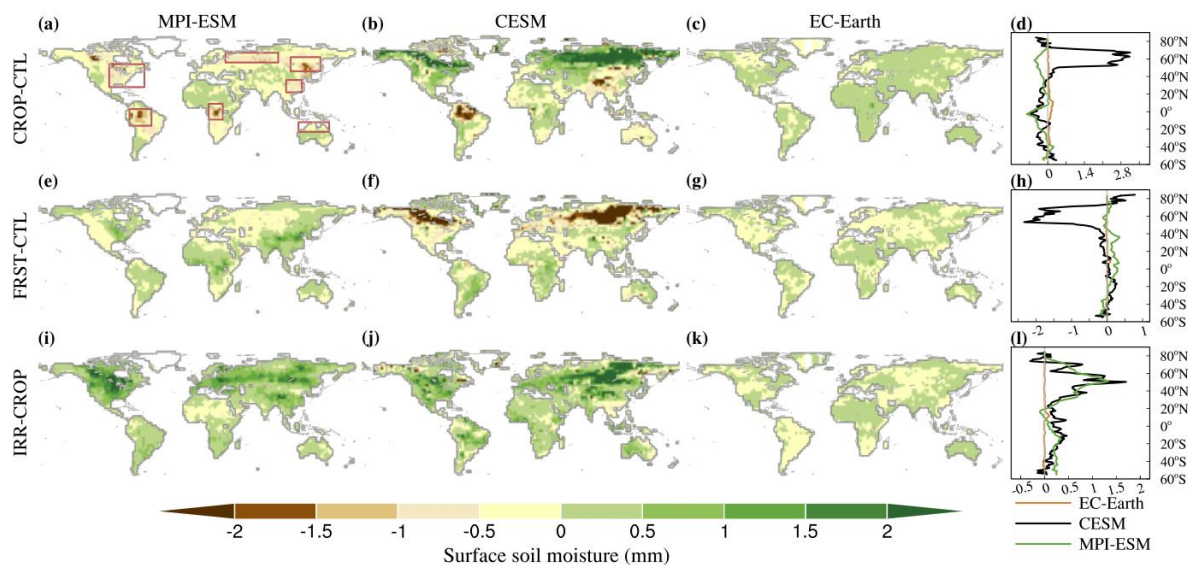 MPI-ESM CESM EC-Earth
(a) (b) (c) (d)
CROP-CTL
80°N
60°N
40°N
20°N
0°
20°S
40°S
60°S
0 1.4 2.8
(e) (f) (g) (h)
FRST-CTL
80°N
60°N
40°N
20°N
0°
20°S
40°S
60°S
-2 -1 0 1
(i) (j) (k) (l)
IRR-CROP
80°N
60°N
40°N
20°N
0°
20°S
40°S
60°S
-0.5 0 0.5 1 1.5 2
-2 -1.5 -1 -0.5 0 0.5 1 1.5 2
Surface soil moisture (mm)
EC-Earth
CESM
MPI-ESM